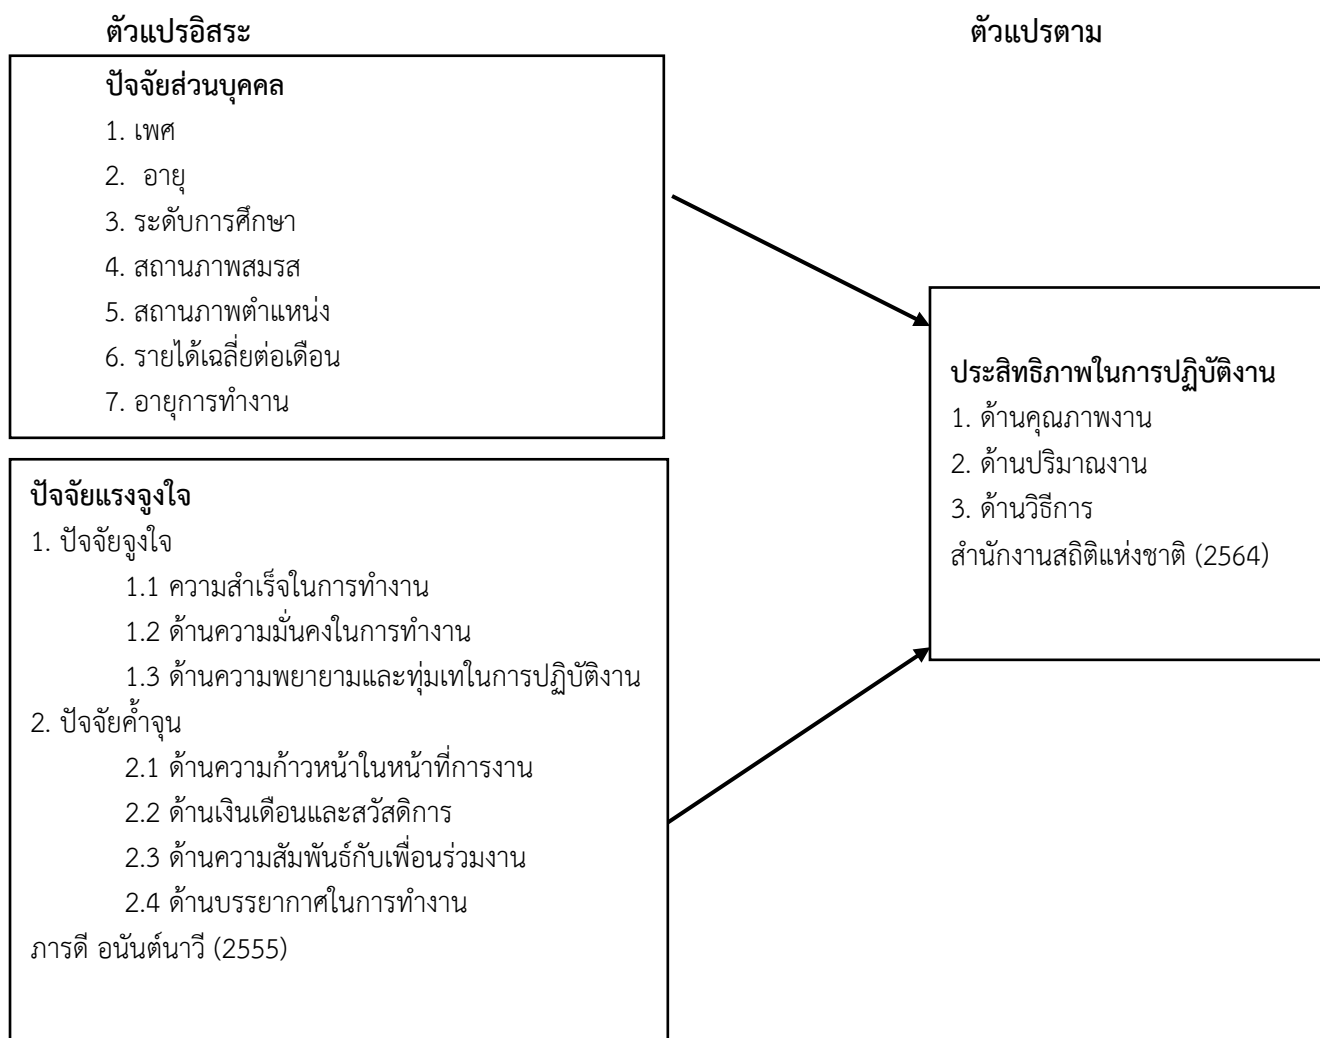 ตัวแปรอิสระ
ตัวแปรตาม
ปัจจัยส่วนบุคคล
1. เพศ
2. อายุ
3. ระดับการศึกษา
4. สถานภาพสมรส
5. สถานภาพตำแหน่ง
6. รายได้เฉลี่ยต่อเดือน
7. อายุการทำงาน
ปัจจัยแรงจูงใจ
1. ปัจจัยจูงใจ
1.1 ความสำเร็จในการทำงาน
1.2 ด้านความมั่นคงในการทำงาน
1.3 ด้านความพยายามและทุ่มเทในการปฏิบัติงาน
2. ปัจจัยค้ำจุน
2.1 ด้านความก้าวหน้าในหน้าที่การงาน
2.2 ด้านเงินเดือนและสวัสดิการ
2.3 ด้านความสัมพันธ์กับเพื่อนร่วมงาน
2.4 ด้านบรรยากาศในการทำงาน
ภารดี อนันต์นาวี (2555)
ประสิทธิภาพในการปฏิบัติงาน
1. ด้านคุณภาพงาน
2. ด้านปริมาณงาน
3. ด้านวิธีการ
สำนักงานสถิติแห่งชาติ (2564)